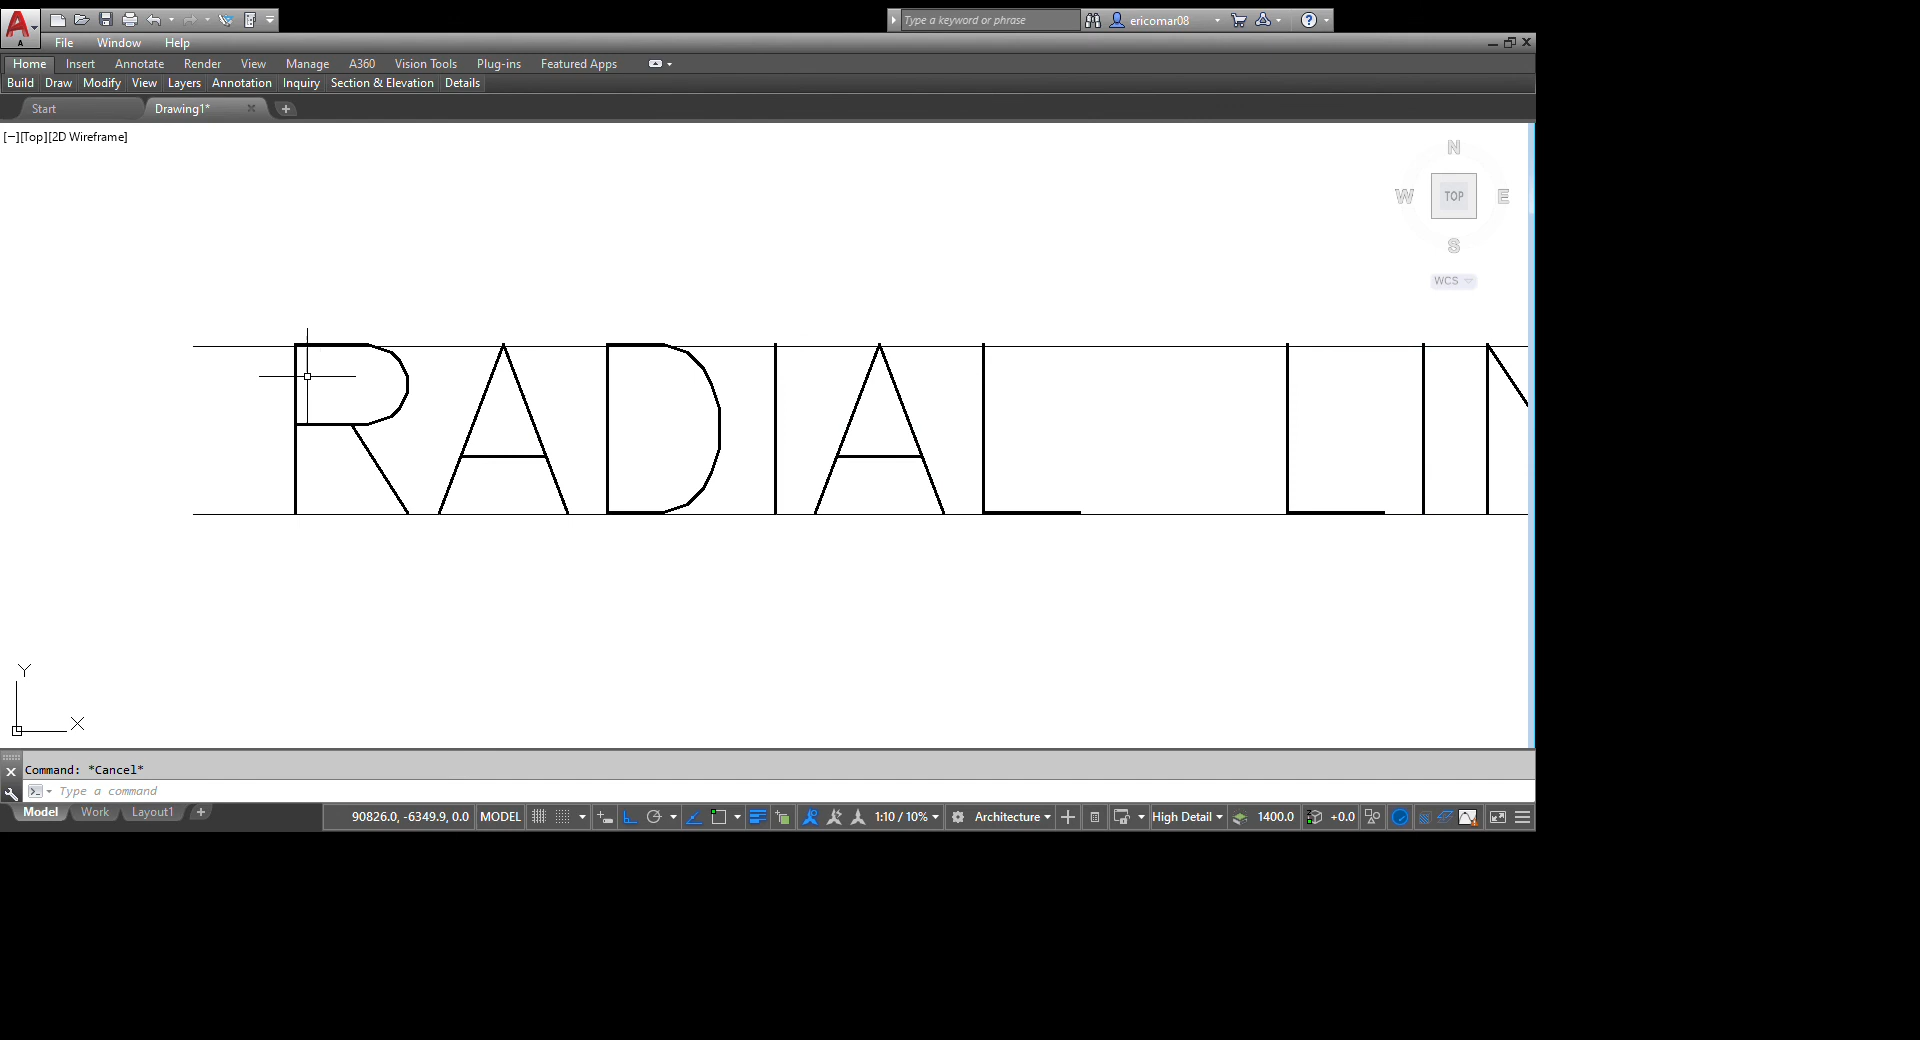 A
Type a keyword or phrase
ericomar08
File Window Help
Home Insert Annotate Render View Manage A360 Vision Tools Plug-ins Featured Apps
Build Draw Modify View Layers Annotation Inquiry Section & Elevation Details
Start Drawing1*
[−][Top][2D Wireframe]
N
W TOP E
S
WCS
RADIAL LIN
Y
X
Command: *Cancel*
Type a command
Model Work Layout1
90826.0, -6349.9, 0.0 MODEL 1:10 / 10% Architecture High Detail 1400.0 +0.0